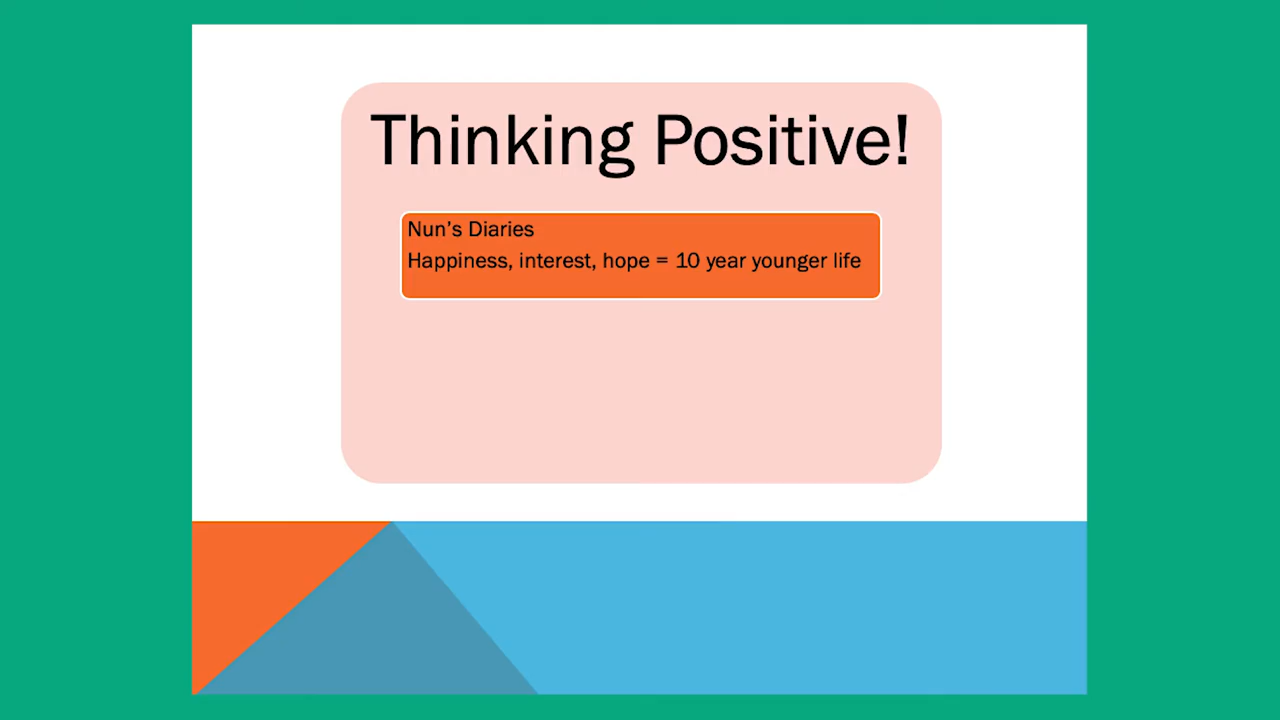 Thinking Positive!
Nun's Diaries
Happiness, interest, hope = 10 year younger life